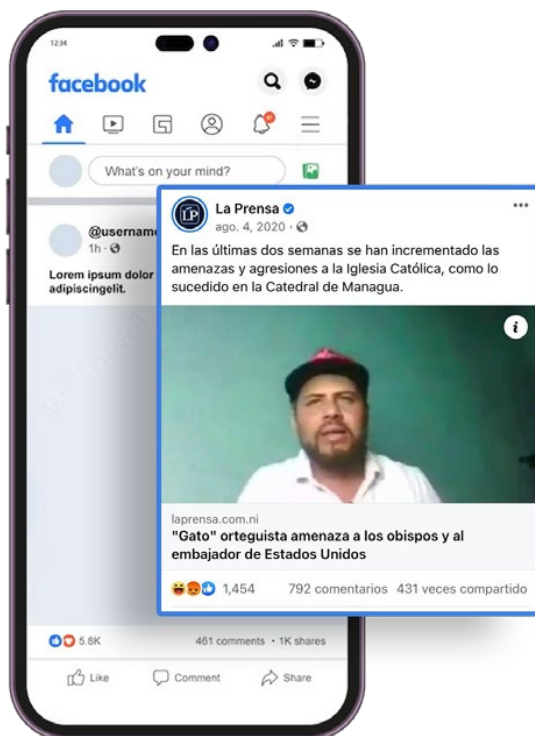 12:34
facebook
What's on your mind?
@username
1h ·
Lorem ipsum dolor
adipiscingelit.
LP
La Prensa
ago. 4, 2020 ·
En las últimas dos semanas se han incrementado las
amenazas y agresiones a la Iglesia Católica, como lo
sucedido en la Catedral de Managua.
i
laprensa.com.ni
"Gato" orteguista amenaza a los obispos y al
embajador de Estados Unidos
1,454 792 comentarios 431 veces compartido
5.8K 461 comments • 1K shares
Like Comment Share